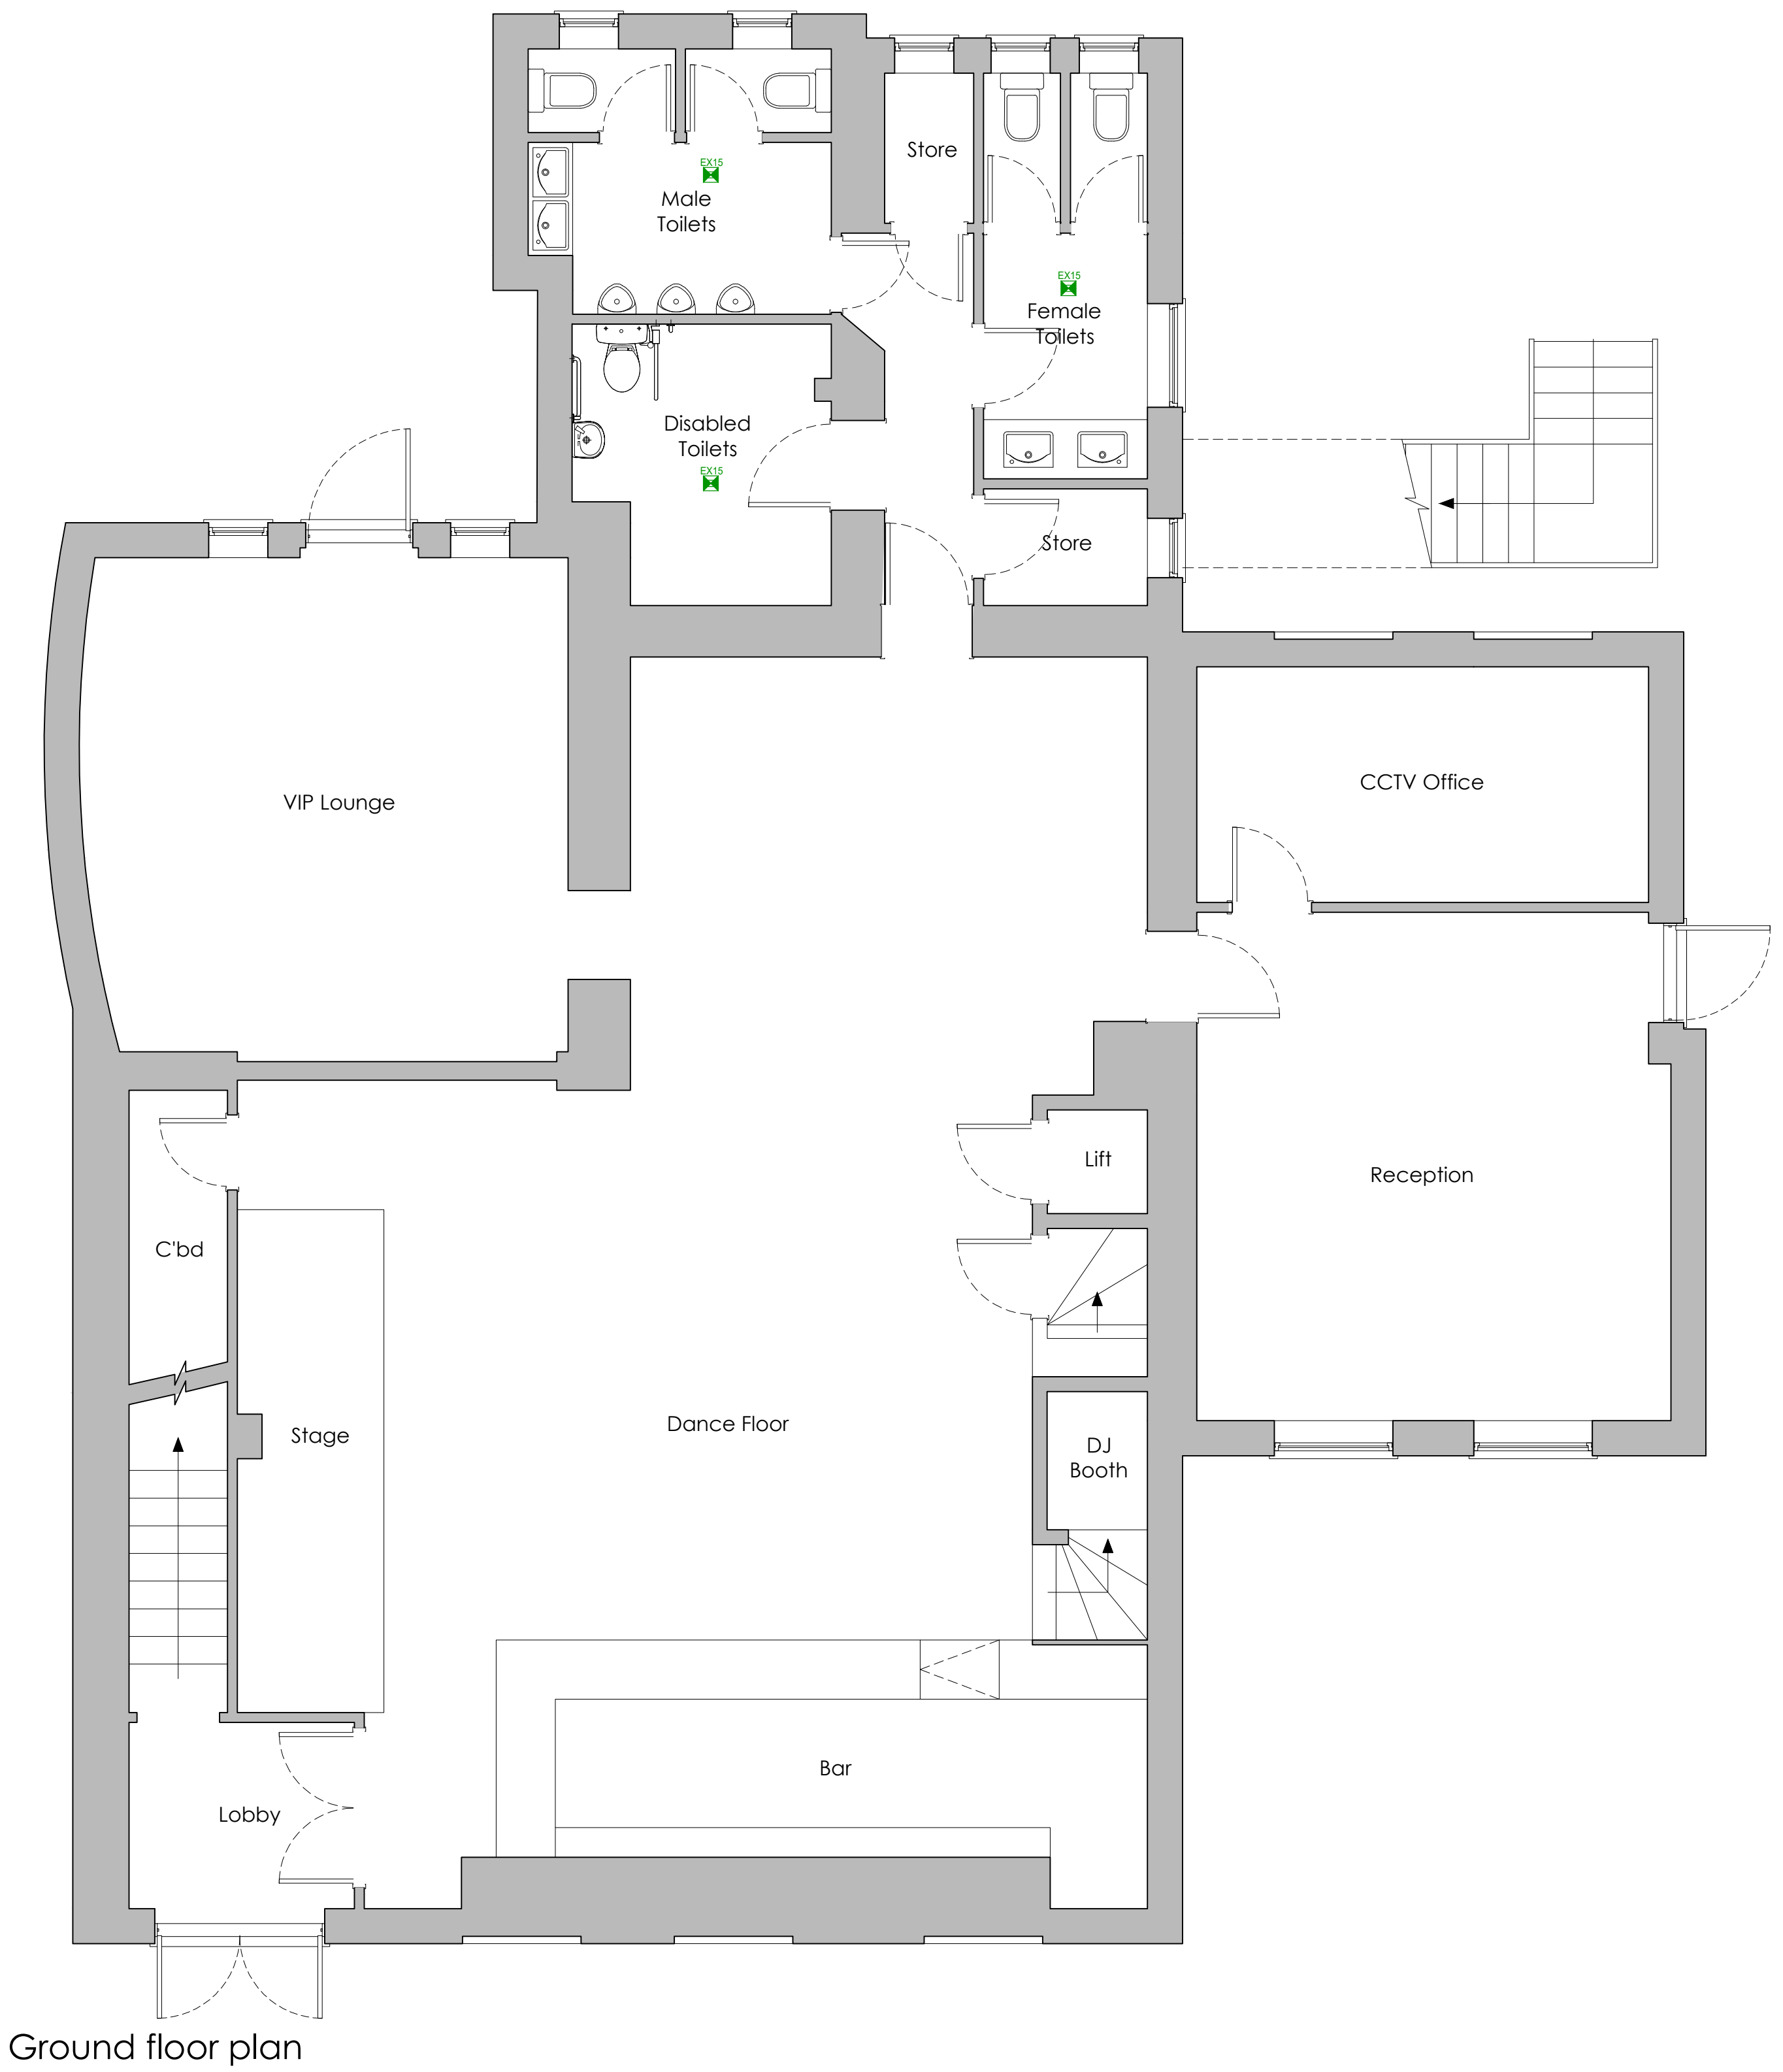 Store
EX15
Male
Toilets
EX15
Female
Toilets
Disabled
Toilets
EX15
Store
CCTV Office
VIP Lounge
Lift
Reception
C'bd
Stage
Dance Floor
DJ
Booth
Bar
Lobby
Ground floor plan